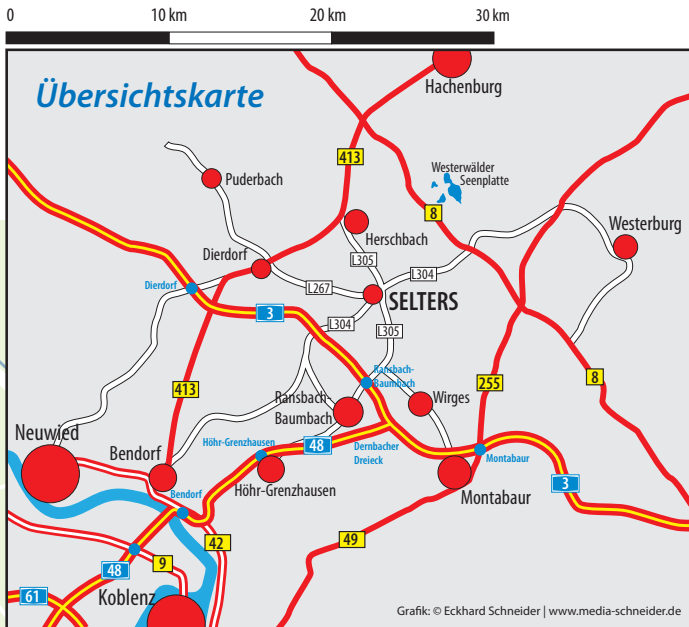 0 10 km 20 km 30 km
Übersichtskarte
Hachenburg
413
Westerwälder
Seenplatte
Puderbach
8
Herschbach
Westerburg
Dierdorf
L305
L304
Dierdorf
L267
SELTERS
3
L304
L305
Ransbach-
Baumbach
255
8
413
Ransbach-
Baumbach
Wirges
Neuwied
Bendorf
Höhr-Grenzhausen
48
Dernbacher
Dreieck
Montabaur
Höhr-Grenzhausen
Montabaur
3
Bendorf
42
49
9
48
61
Koblenz
Grafik: © Eckhard Schneider | www.media-schneider.de